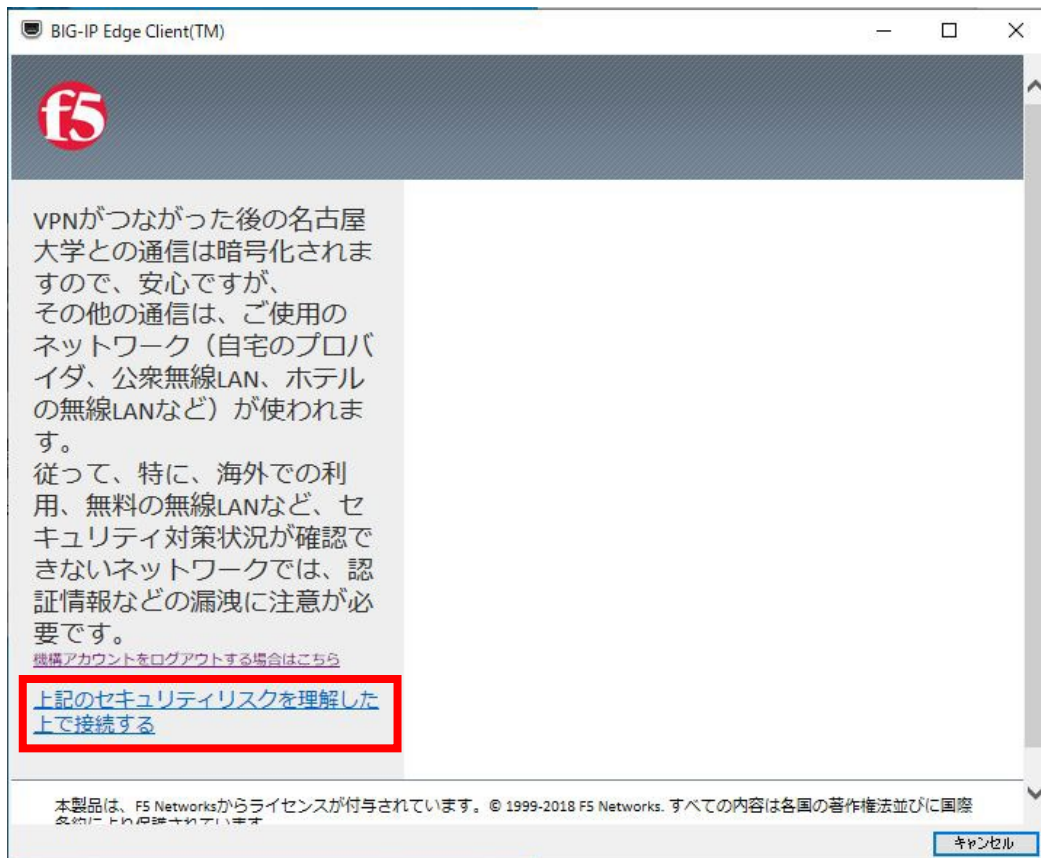 BIG-IP Edge Client(TM)
f5
VPNがつながった後の名古屋
大学との通信は暗号化されま
すので、安心ですが、
その他の通信は、ご使用の
ネットワーク（自宅のプロバ
イダ、公衆無線LAN、ホテル
の無線LANなど）が使われま
す。
従って、特に、海外での利
用、無料の無線LANなど、セ
キュリティ対策状況が確認で
きないネットワークでは、認
証情報などの漏洩に注意が必
要です。
機構アカウントをログアウトする場合はこちら
上記のセキュリティリスクを理解した
上で接続する
本製品は、F5 Networksからライセンスが付与されています。© 1999-2018 F5 Networks. すべての内容は各国の著作権法並びに国際
条約により保護されています
キャンセル